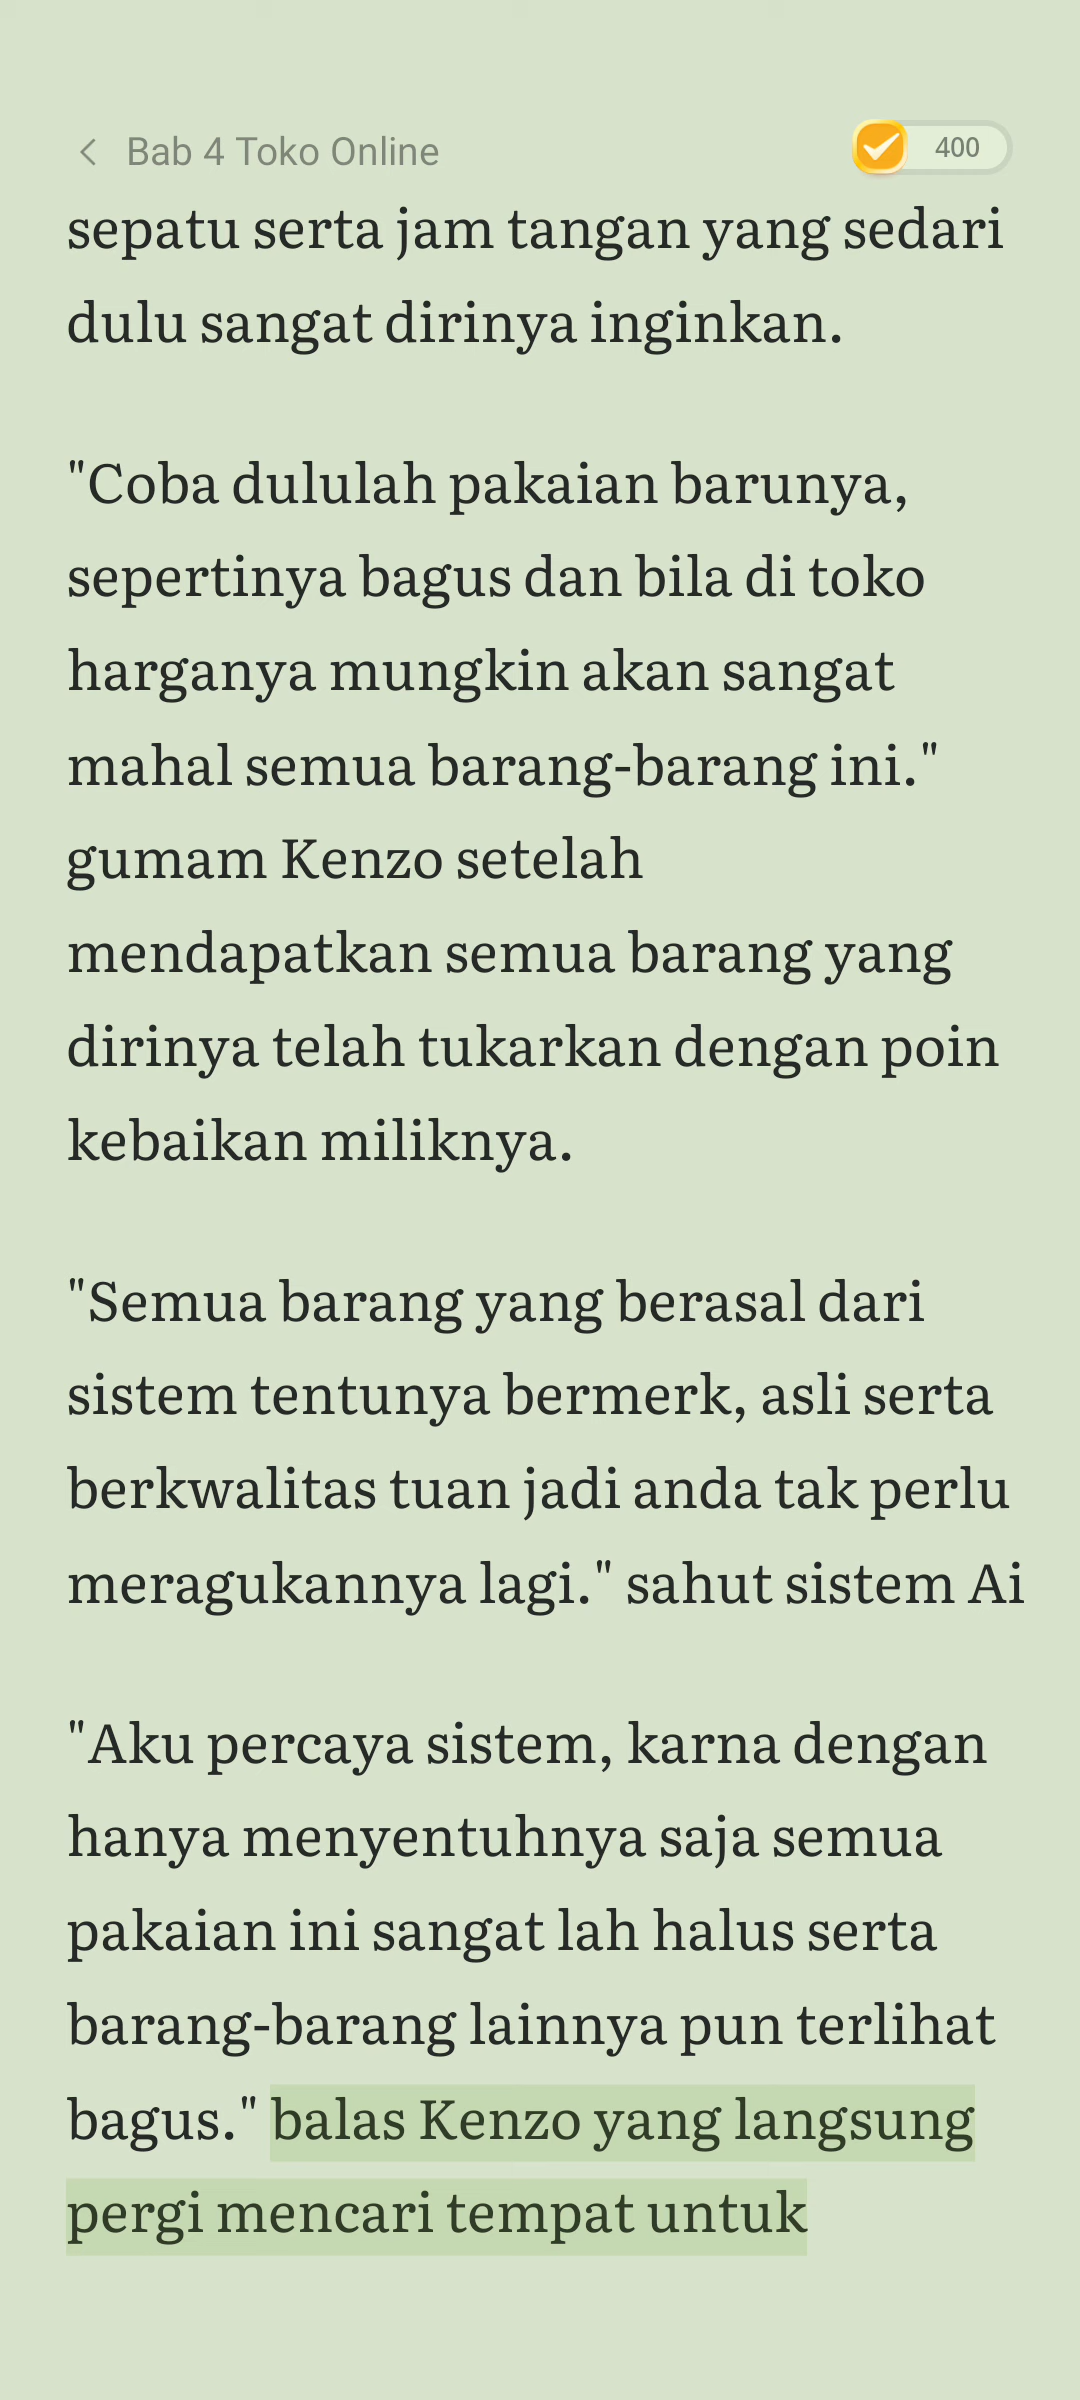 Bab 4 Toko Online
400
sepatu serta jam tangan yang sedari
dulu sangat dirinya inginkan.
"Coba dululah pakaian barunya,
sepertinya bagus dan bila di toko
harganya mungkin akan sangat
mahal semua barang-barang ini."
gumam Kenzo setelah
mendapatkan semua barang yang
dirinya telah tukarkan dengan poin
kebaikan miliknya.
"Semua barang yang berasal dari
sistem tentunya bermerk, asli serta
berkwalitas tuan jadi anda tak perlu
meragukannya lagi." sahut sistem Ai
"Aku percaya sistem, karna dengan
hanya menyentuhnya saja semua
pakaian ini sangat lah halus serta
barang-barang lainnya pun terlihat
bagus." balas Kenzo yang langsung
pergi mencari tempat untuk